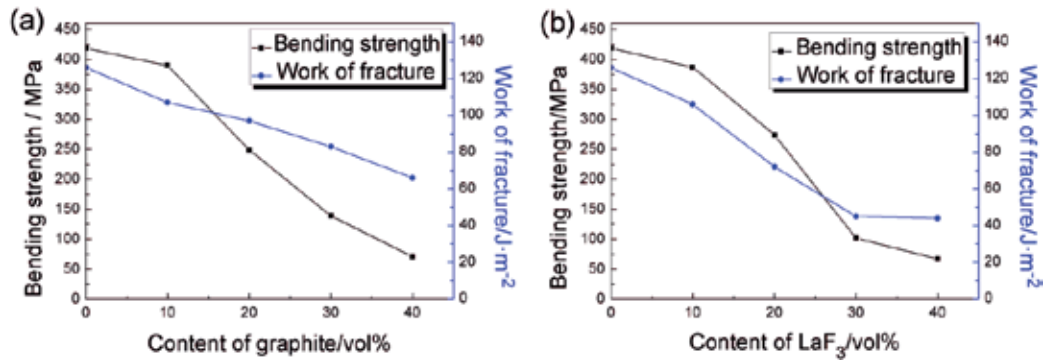 (a)
Bending strength
Work of fracture
450
400
350
300
250
200
150
100
50
0
Bending strength / MPa
140
120
100
80
60
40
20
0
Work of fracture/J·m⁻²
0 10 20 30 40
Content of graphite/vol%
(b)
Bending strength
Work of fracture
450
400
350
300
250
200
150
100
50
0
Bending strength/MPa
140
120
100
80
60
40
20
0
Work of fracture/J·m⁻²
0 10 20 30 40
Content of LaF₃/vol%